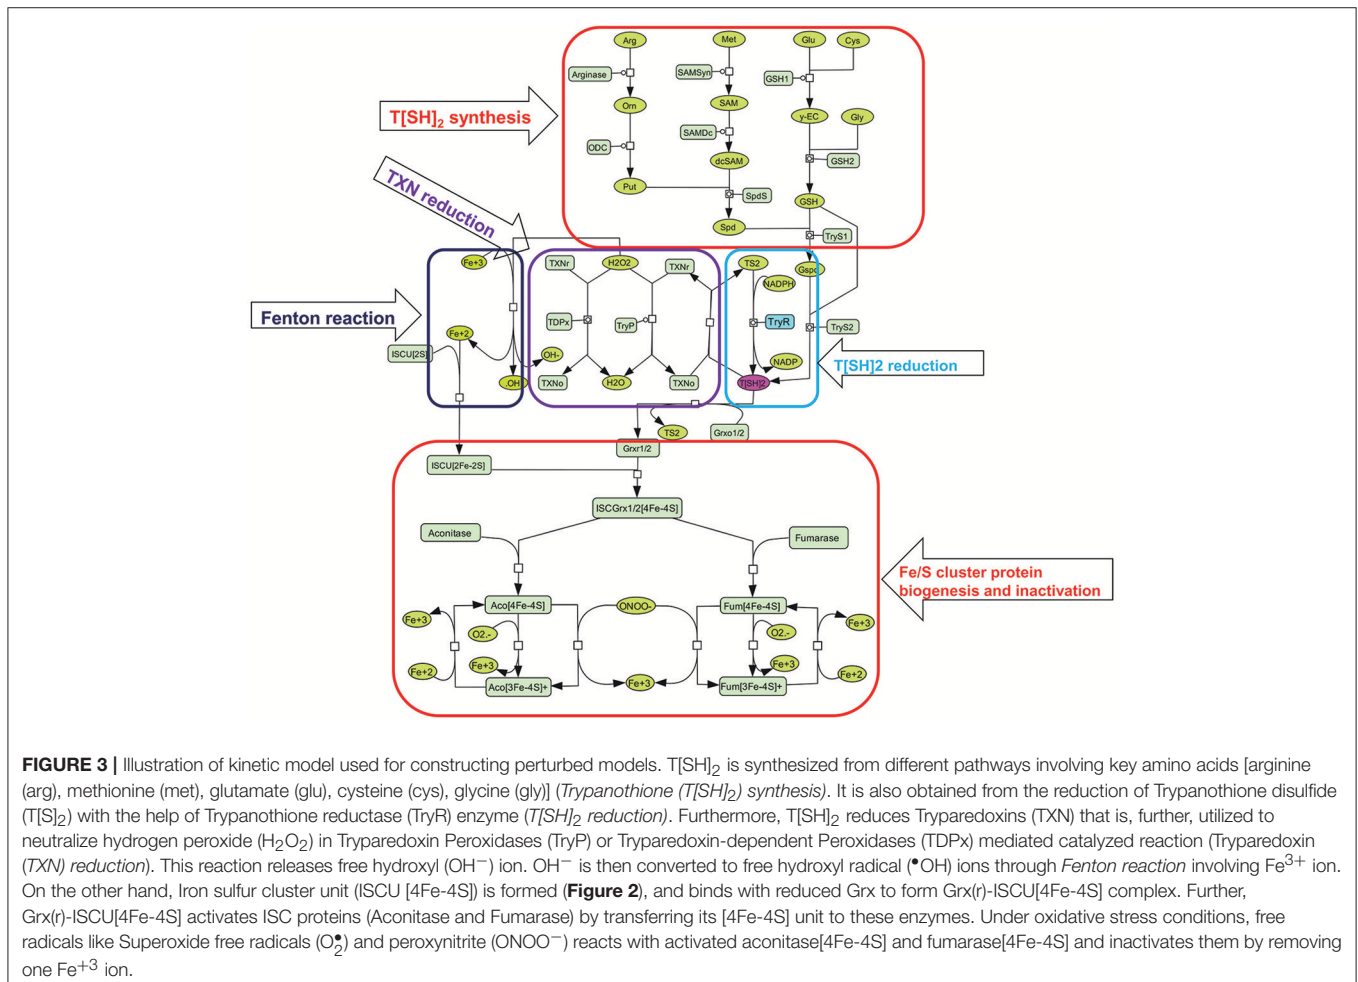 Arg
Met
Glu
Cys
Arginase
SAMSyn
GSH1
T[SH]2 synthesis
Orn
SAM
y-EC
Gly
ODC
SAMDc
dcSAM
GSH2
TXN reduction
Put
SpdS
GSH
Spd
TryS1
Fe+3
TXNr
H2O2
TXNr
TS2
Gspd
NADPH
Fenton reaction
Fe+2
TDPx
TryP
TryR
TryS2
ISCU[2S]
OH-
NADP
T[SH]2 reduction
.OH
TXNo
H2O
TXNo
T[SH]2
TS2
Grxo1/2
Grxr1/2
ISCU[2Fe-2S]
ISCGrx1/2[4Fe-4S]
Aconitase
Fumarase
Fe/S cluster protein
biogenesis and inactivation
Aco[4Fe-4S]
ONOO-
Fum[4Fe-4S]
Fe+3
O2.-
O2.-
Fe+3
Fe+2
Fe+3
Fe+3
Fe+2
Aco[3Fe-4S]+
Fe+3
Fum[3Fe-4S]+
FIGURE 3 | Illustration of kinetic model used for constructing perturbed models. T[SH]2 is synthesized from different pathways involving key amino acids [arginine
(arg), methionine (met), glutamate (glu), cysteine (cys), glycine (gly)] (Trypanothione (T[SH]2) synthesis). It is also obtained from the reduction of Trypanothione disulfide
(T[S]2) with the help of Trypanothione reductase (TryR) enzyme (T[SH]2 reduction). Furthermore, T[SH]2 reduces Tryparedoxins (TXN) that is, further, utilized to
neutralize hydrogen peroxide (H2O2) in Tryparedoxin Peroxidases (TryP) or Tryparedoxin-dependent Peroxidases (TDPx) mediated catalyzed reaction (Tryparedoxin
(TXN) reduction). This reaction releases free hydroxyl (OH−) ion. OH− is then converted to free hydroxyl radical (•OH) ions through Fenton reaction involving Fe3+ ion.
On the other hand, Iron sulfur cluster unit (ISCU [4Fe-4S]) is formed (Figure 2), and binds with reduced Grx to form Grx(r)-ISCU[4Fe-4S] complex. Further,
Grx(r)-ISCU[4Fe-4S] activates ISC proteins (Aconitase and Fumarase) by transferring its [4Fe-4S] unit to these enzymes. Under oxidative stress conditions, free
radicals like Superoxide free radicals (O2•) and peroxynitrite (ONOO−) reacts with activated aconitase[4Fe-4S] and fumarase[4Fe-4S] and inactivates them by removing
one Fe+3 ion.